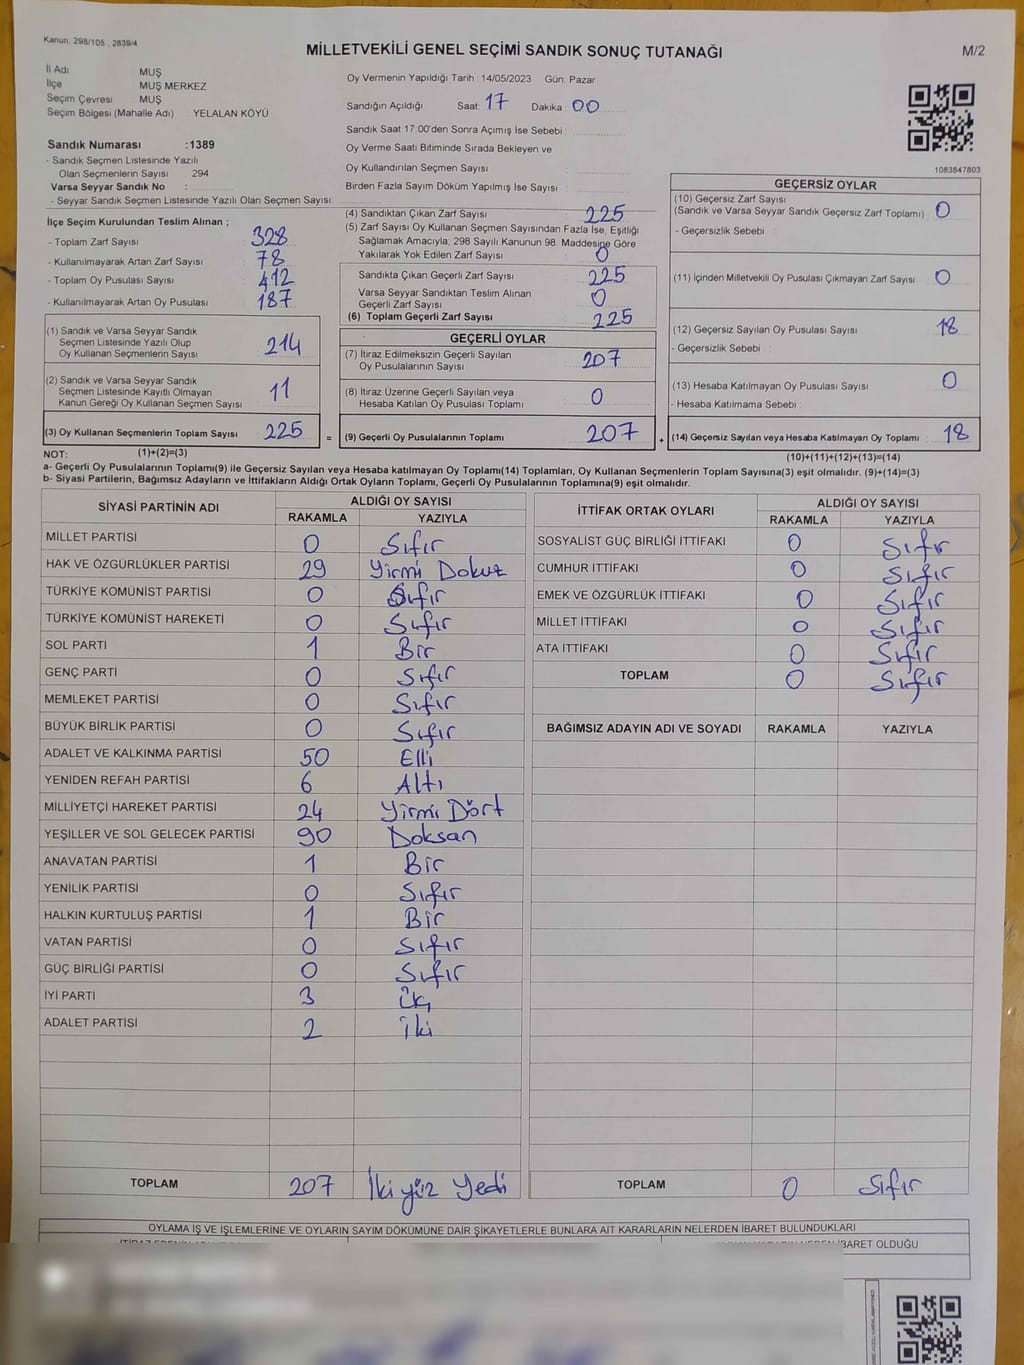 Kanun: 298/105 , 2839/4
MİLLETVEKİLİ GENEL SEÇİMİ SANDIK SONUÇ TUTANAĞI
M/2
İl Adı MUŞ
İlçe MUŞ MERKEZ
Seçim Çevresi MUŞ
Seçim Bölgesi (Mahalle Adı) YELALAN KÖYÜ
Sandık Numarası :1389
- Sandık Seçmen Listesinde Yazılı
Olan Seçmenlerin Sayısı 294
Varsa Seyyar Sandık No :
- Seyyar Sandık Seçmen Listesinde Yazılı Olan Seçmen Sayısı:
Oy Vermenin Yapıldığı Tarih : 14/05/2023 Gün: Pazar
Sandığın Açıldığı Saat: 17 Dakika : 00
Sandık Saat 17:00'den Sonra Açımış İse Sebebi :
Oy Verme Saati Bitiminde Sırada Bekleyen ve
Oy Kullandırılan Seçmen Sayısı :
Birden Fazla Sayım Döküm Yapılmış İse Sayısı :
1083847803
İlçe Seçim Kurulundan Teslim Alınan ;
- Toplam Zarf Sayısı : 328
- Kullanılmayarak Artan Zarf Sayısı : 78
- Toplam Oy Pusulası Sayısı : 412
- Kullanılmayarak Artan Oy Pusulası : 187
(1) Sandık ve Varsa Seyyar Sandık
Seçmen Listesinde Yazılı Olup
Oy Kullanan Seçmenlerin Sayısı : 214
(2) Sandık ve Varsa Seyyar Sandık
Seçmen Listesinde Kayıtlı Olmayan
Kanun Gereği Oy Kullanan Seçmen Sayısı : 11
(3) Oy Kullanan Seçmenlerin Toplam Sayısı : 225
(4) Sandıktan Çıkan Zarf Sayısı : 225
(5) Zarf Sayısı Oy Kullanan Seçmen Sayısından Fazla İse, Eşitliği
Sağlamak Amacıyla; 298 Sayılı Kanunun 98. Maddesine Göre
Yakılarak Yok Edilen Zarf Sayısı : 0
Sandıkta Çıkan Geçerli Zarf Sayısı : 225
Varsa Seyyar Sandıktan Teslim Alınan
Geçerli Zarf Sayısı : 0
(6) Toplam Geçerli Zarf Sayısı : 225
GEÇERLİ OYLAR
(7) İtiraz Edilmeksizin Geçerli Sayılan
Oy Pusulalarının Sayısı : 207
(8) İtiraz Üzerine Geçerli Sayılan veya
Hesaba Katılan Oy Pusulası Toplamı : 0
= (9) Geçerli Oy Pusulalarının Toplamı : 207 +
GEÇERSİZ OYLAR
(10) Geçersiz Zarf Sayısı
(Sandık ve Varsa Seyyar Sandık Geçersiz Zarf Toplamı) : 0
- Geçersizlik Sebebi :
(11) İçinden Milletvekili Oy Pusulası Çıkmayan Zarf Sayısı : 0
(12) Geçersiz Sayılan Oy Pusulası Sayısı : 18
- Geçersizlik Sebebi :
(13) Hesaba Katılmayan Oy Pusulası Sayısı : 0
- Hesaba Katılmama Sebebi :
(14) Geçersiz Sayılan veya Hesaba Katılmayan Oy Toplamı : 18
NOT: (1)+(2)=(3) (10)+(11)+(12)+(13)=(14)
a- Geçerli Oy Pusulalarının Toplamı(9) ile Geçersiz Sayılan veya Hesaba katılmayan Oy Toplamı(14) Toplamları, Oy Kullanan Seçmenlerin Toplam Sayısına(3) eşit olmalıdır. (9)+(14)=(3)
b- Siyasi Partilerin, Bağımsız Adayların ve İttifakların Aldığı Ortak Oyların Toplamı, Geçerli Oy Pusulalarının Toplamına(9) eşit olmalıdır.
SİYASİ PARTİNİN ADI ALDIĞI OY SAYISI
RAKAMLA YAZIYLA
MİLLET PARTİSİ 0 Sıfır
HAK VE ÖZGÜRLÜKLER PARTİSİ 29 Yirmi Dokuz
TÜRKİYE KOMÜNİST PARTİSİ 0 Sıfır
TÜRKİYE KOMÜNİST HAREKETİ 0 Sıfır
SOL PARTİ 1 Bir
GENÇ PARTİ 0 Sıfır
MEMLEKET PARTİSİ 0 Sıfır
BÜYÜK BİRLİK PARTİSİ 0 Sıfır
ADALET VE KALKINMA PARTİSİ 50 Elli
YENİDEN REFAH PARTİSİ 6 Altı
MİLLİYETÇİ HAREKET PARTİSİ 24 Yirmi Dört
YEŞİLLER VE SOL GELECEK PARTİSİ 90 Doksan
ANAVATAN PARTİSİ 1 Bir
YENİLİK PARTİSİ 0 Sıfır
HALKIN KURTULUŞ PARTİSİ 1 Bir
VATAN PARTİSİ 0 Sıfır
GÜÇ BİRLİĞİ PARTİSİ 0 Sıfır
İYİ PARTİ 3 Üç
ADALET PARTİSİ 2 İki
TOPLAM 207 İki yüz Yedi
İTTİFAK ORTAK OYLARI ALDIĞI OY SAYISI
RAKAMLA YAZIYLA
SOSYALİST GÜÇ BİRLİĞİ İTTİFAKI 0 Sıfır
CUMHUR İTTİFAKI 0 Sıfır
EMEK VE ÖZGÜRLÜK İTTİFAKI 0 Sıfır
MİLLET İTTİFAKI 0 Sıfır
ATA İTTİFAKI 0 Sıfır
TOPLAM 0 Sıfır
BAĞIMSIZ ADAYIN ADI VE SOYADI RAKAMLA YAZIYLA
TOPLAM 0 Sıfır
OYLAMA İŞ VE İŞLEMLERİNE VE OYLARIN SAYIM DÖKÜMÜNE DAİR ŞİKAYETLERLE BUNLARA AİT KARARLARIN NELERDEN İBARET BULUNDUKLARI
İBARET OLDUĞU